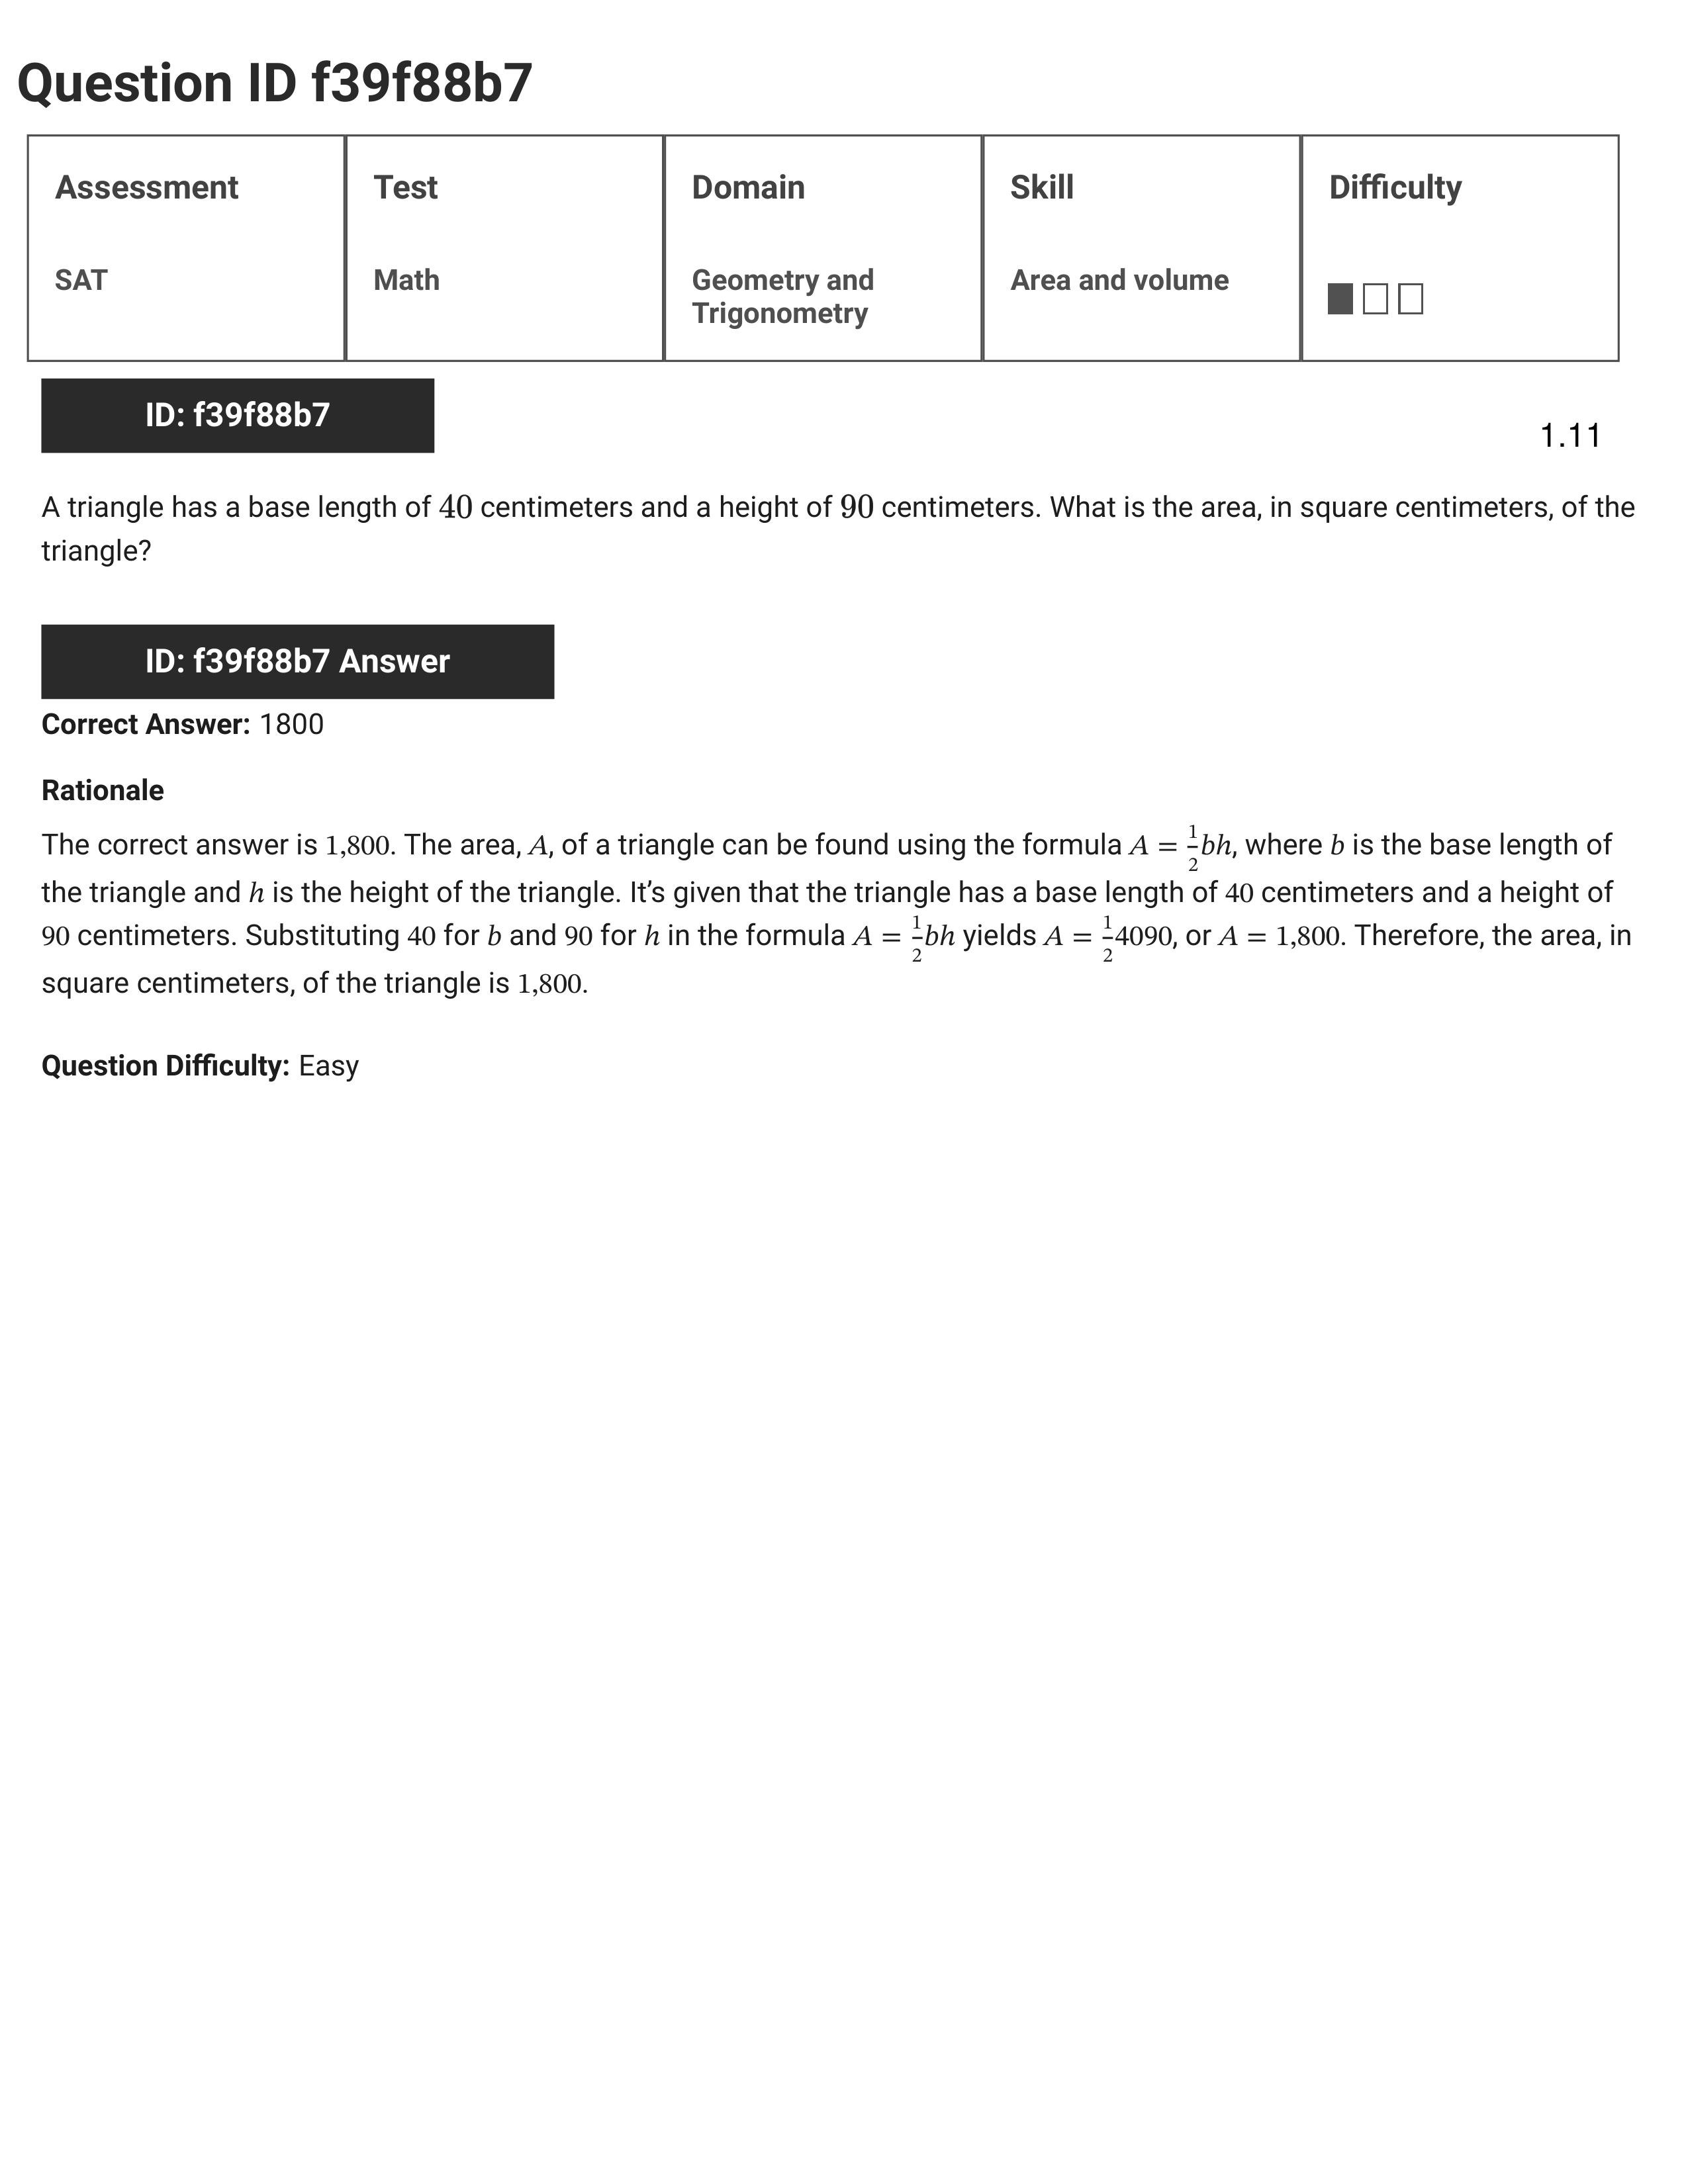 Question ID f39f88b7
Assessment Test Domain Skill Difficulty
SAT Math Geometry and Trigonometry Area and volume
ID: f39f88b7
1.11
A triangle has a base length of 40 centimeters and a height of 90 centimeters. What is the area, in square centimeters, of the
triangle?
ID: f39f88b7 Answer
Correct Answer: 1800
Rationale
The correct answer is 1,800. The area, A, of a triangle can be found using the formula A = 1/2 bh, where b is the base length of
the triangle and h is the height of the triangle. It’s given that the triangle has a base length of 40 centimeters and a height of
90 centimeters. Substituting 40 for b and 90 for h in the formula A = 1/2 bh yields A = 1/2 4090, or A = 1,800. Therefore, the area, in
square centimeters, of the triangle is 1,800.
Question Difficulty: Easy